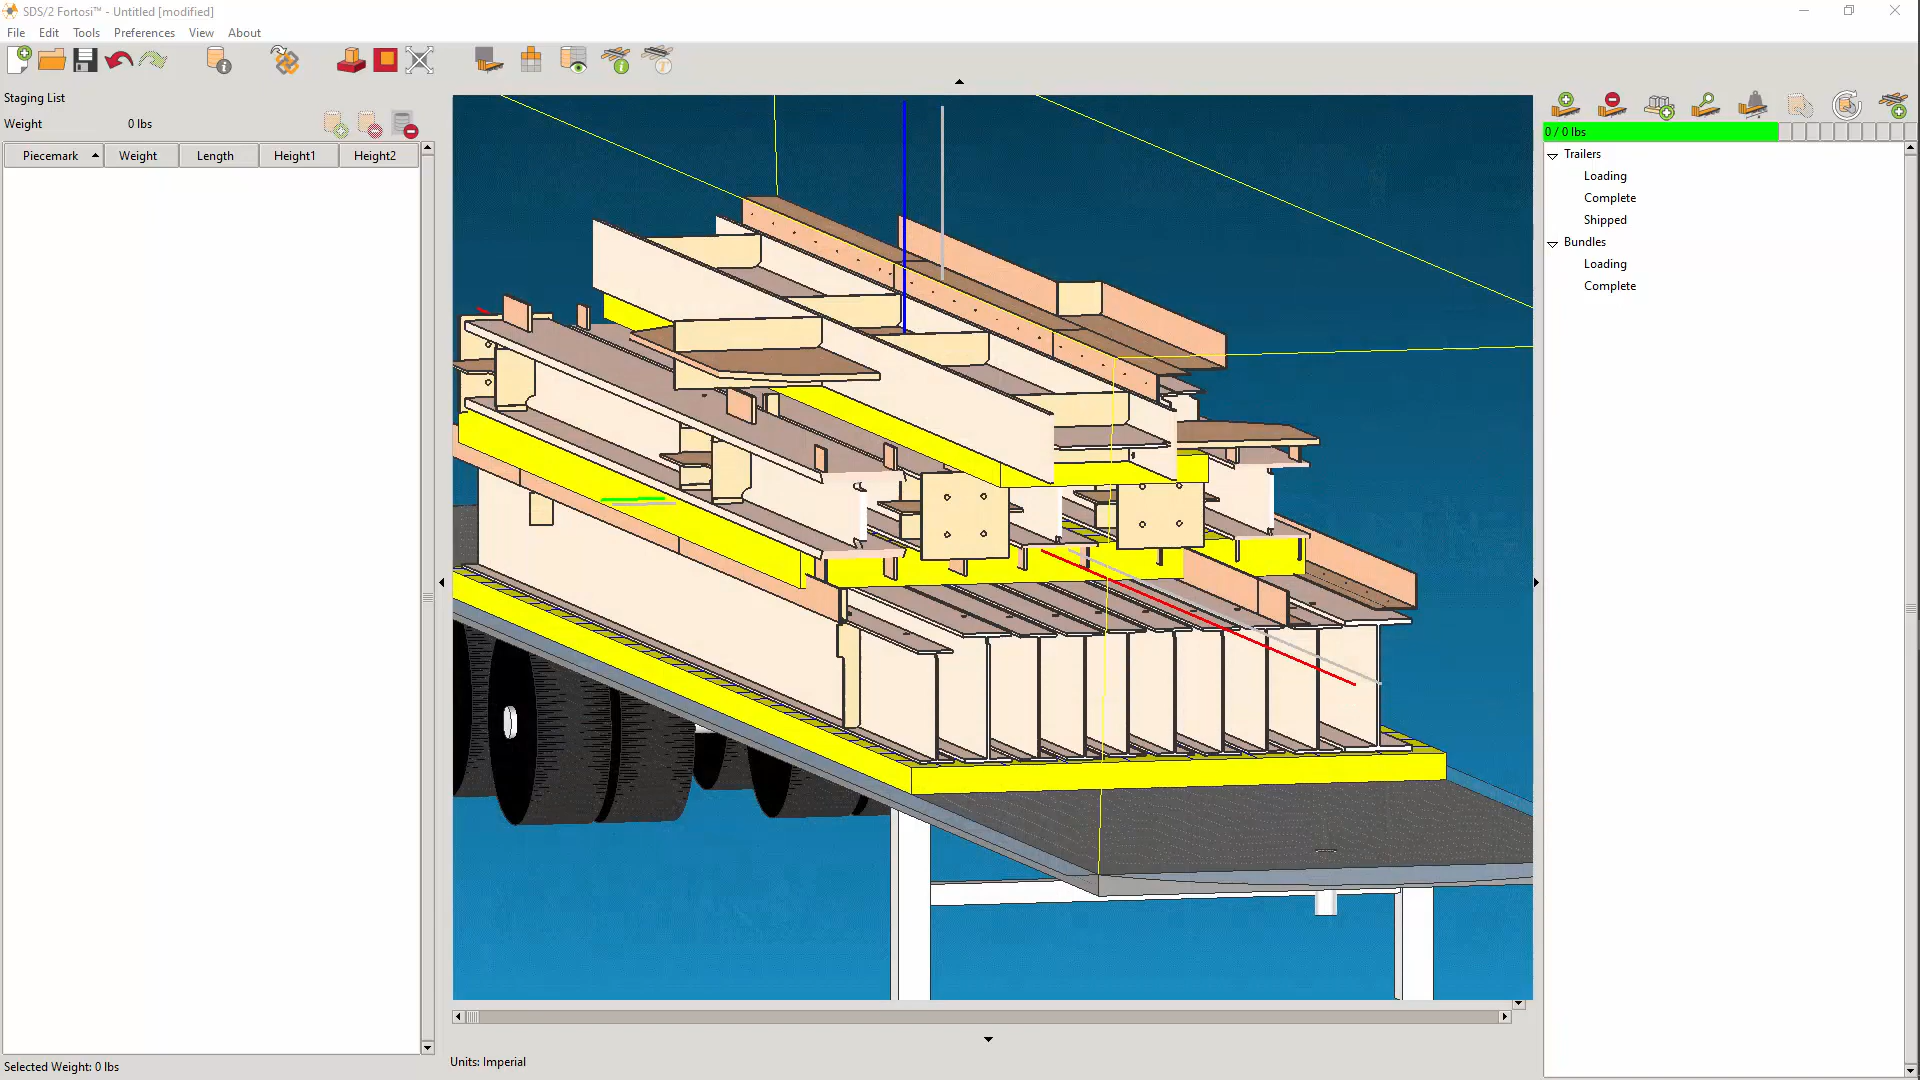 SDS/2 Fortosi™ - Untitled [modified]
File Edit Tools Preferences View About
Staging List
Weight 0 lbs
Piecemark Weight Length Height1 Height2
0 / 0 lbs
Trailers
Loading
Complete
Shipped
Bundles
Loading
Complete
Units: Imperial
Selected Weight: 0 lbs